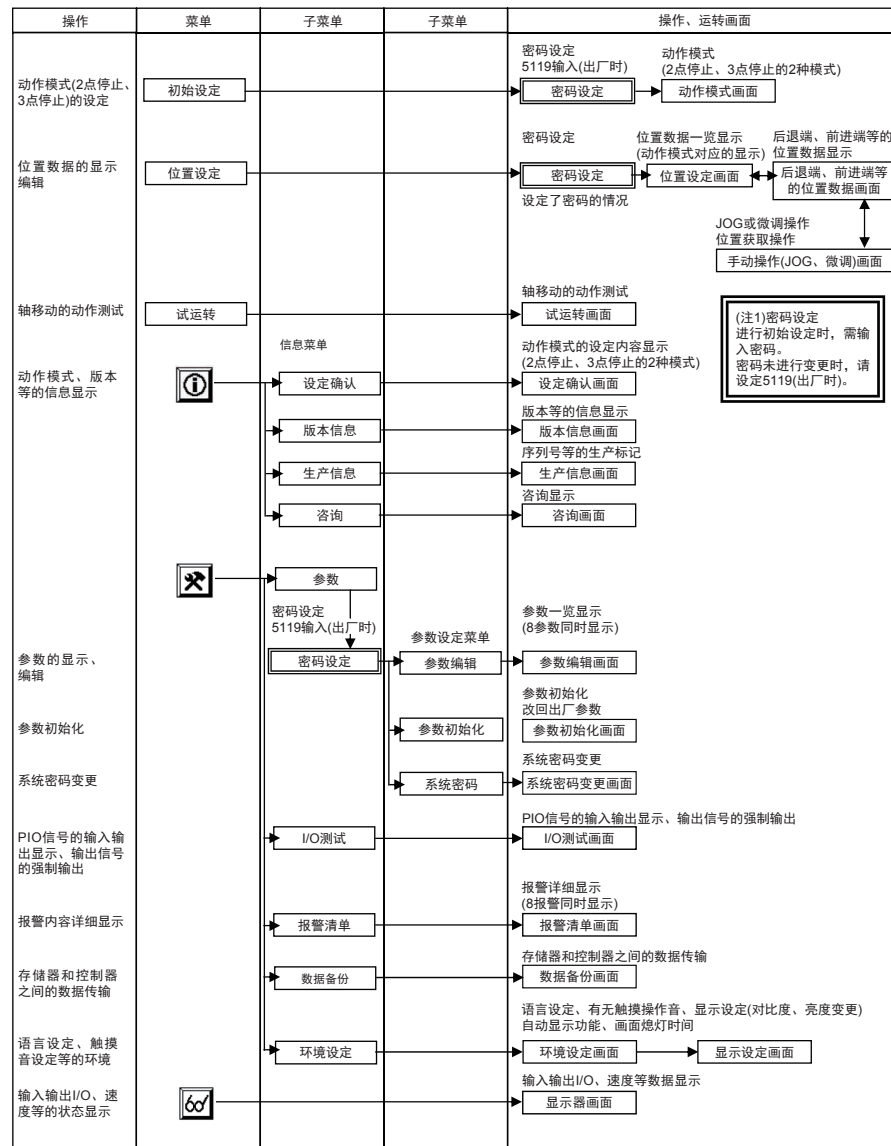 操作
菜单
子菜单
子菜单
操作、运转画面
动作模式(2点停止、
3点停止)的设定
初始设定
密码设定
5119输入(出厂时)
密码设定
动作模式
(2点停止、3点停止的2种模式)
动作模式画面
位置数据的显示
编辑
位置设定
密码设定
密码设定
设定了密码的情况
位置数据一览显示
(动作模式对应的显示)
位置设定画面
后退端、前进端等的
位置数据显示
后退端、前进端等
的位置数据画面
JOG或微调操作
位置获取操作
手动操作(JOG、微调)画面
轴移动的动作测试
试运转
轴移动的动作测试
试运转画面
(注1)密码设定
进行初始设定时，需输
入密码。
密码未进行变更时，请
设定5119(出厂时)。
动作模式、版本
等的信息显示
信息菜单
设定确认
动作模式的设定内容显示
(2点停止、3点停止的2种模式)
设定确认画面
版本信息
版本等的信息显示
版本信息画面
生产信息
序列号等的生产标记
生产信息画面
咨询
咨询显示
咨询画面
参数
密码设定
5119输入(出厂时)
参数的显示、
编辑
密码设定
参数设定菜单
参数编辑
参数一览显示
(8参数同时显示)
参数编辑画面
参数初始化
参数初始化
参数初始化
改回出厂参数
参数初始化画面
系统密码变更
系统密码
系统密码变更
系统密码变更画面
PIO信号的输入输
出显示、输出信号
的强制输出
I/O测试
PIO信号的输入输出显示、输出信号的强制输出
I/O测试画面
报警内容详细显示
报警清单
报警详细显示
(8报警同时显示)
报警清单画面
存储器和控制器
之间的数据传输
数据备份
存储器和控制器之间的数据传输
数据备份画面
语言设定、触摸
音设定等的环境
环境设定
语言设定、有无触摸操作音、显示设定(对比度、亮度变更)
自动显示功能、画面熄灯时间
环境设定画面
显示设定画面
输入输出I/O、速
度等的状态显示
输入输出I/O、速度等数据显示
显示器画面